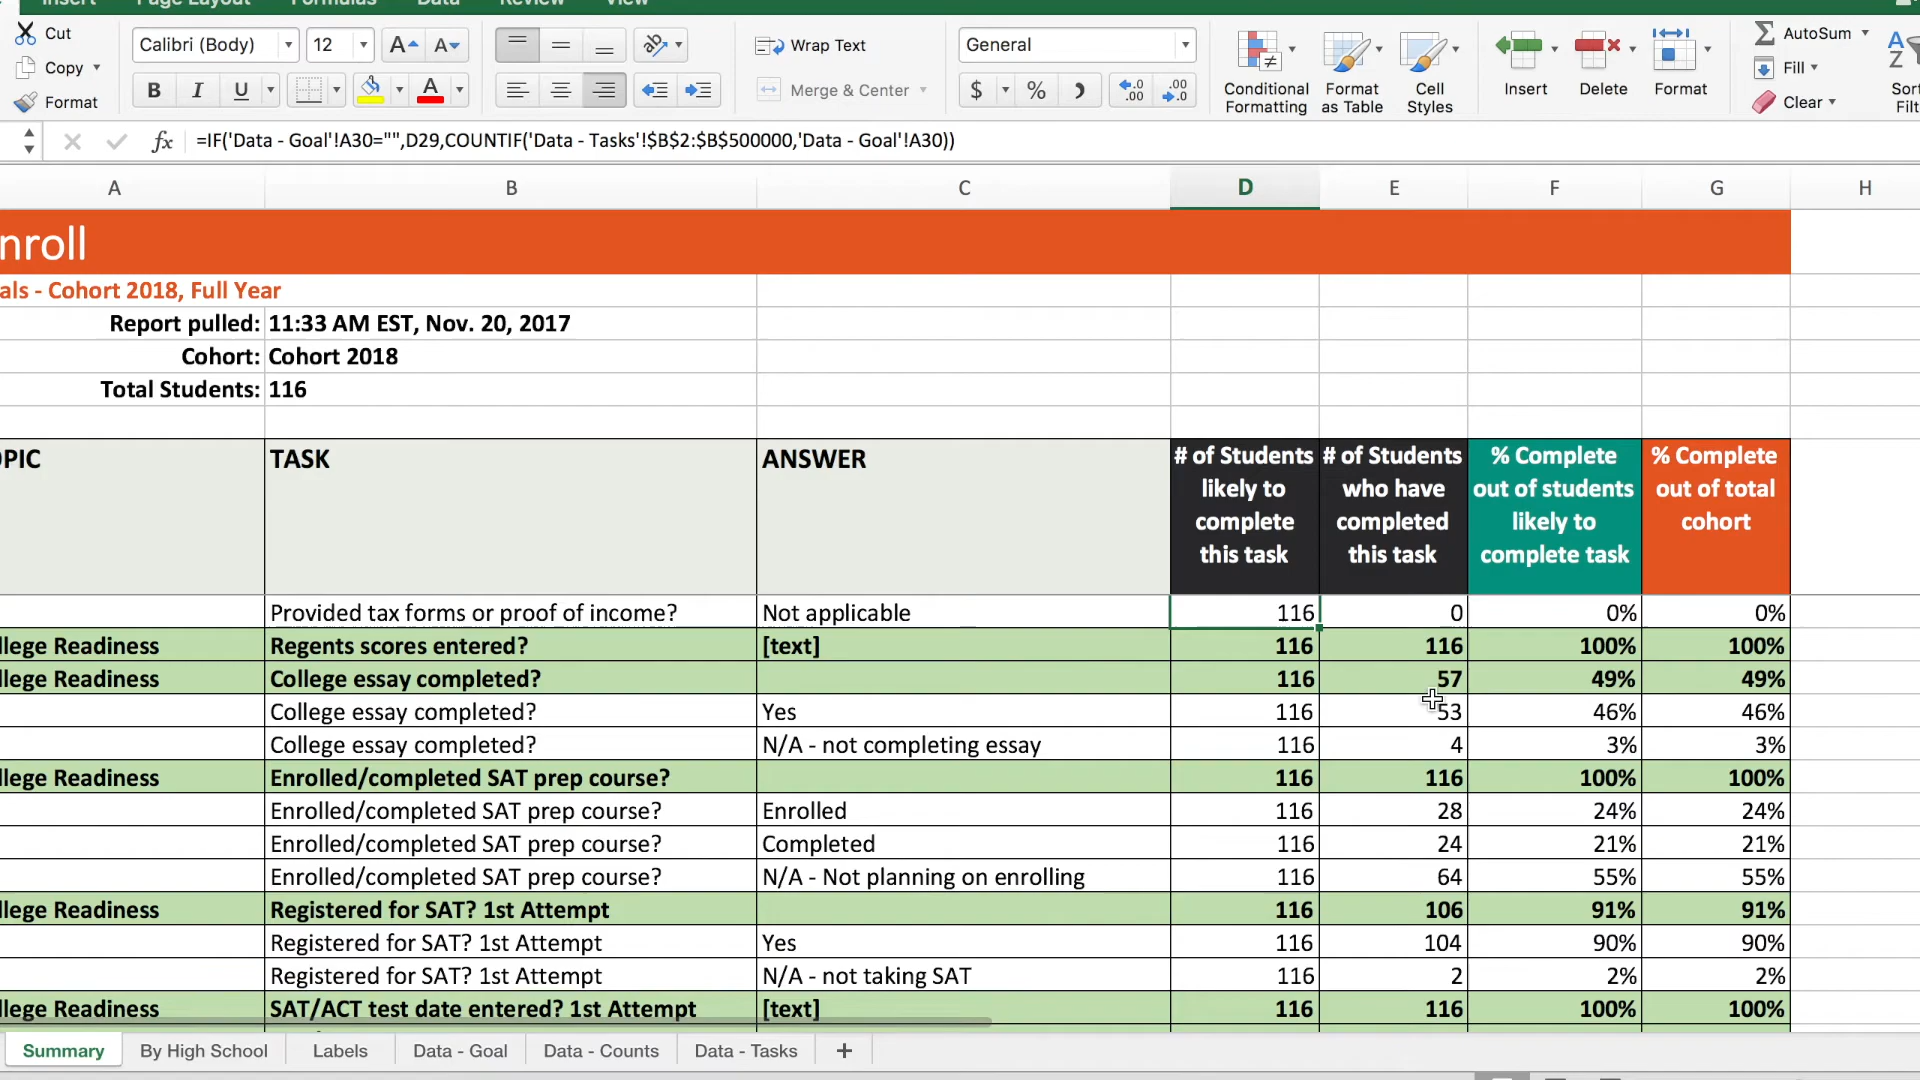 Insert Page Layout Formulas Data Review View
Cut
Calibri (Body) 12 A A
Wrap Text
General
AutoSum
Copy
Fill
Format
B I U A
Merge & Center
$ % )
.0 .00
.00 .0
Conditional Formatting
Format as Table
Cell Styles
Insert
Delete
Format
Clear
fx =IF('Data - Goal'!A30="",D29,COUNTIF('Data - Tasks'!$B$2:$B$500000,'Data - Goal'!A30))
A B C D E F G H
nroll
als - Cohort 2018, Full Year
Report pulled: 11:33 AM EST, Nov. 20, 2017
Cohort: Cohort 2018
Total Students: 116
PIC
TASK
ANSWER
# of Students
likely to
complete
this task
# of Students
who have
completed
this task
% Complete
out of students
likely to
complete task
% Complete
out of total
cohort
Provided tax forms or proof of income? Not applicable 116 0 0% 0%
llege Readiness Regents scores entered? [text] 116 116 100% 100%
llege Readiness College essay completed? 116 57 49% 49%
College essay completed? Yes 116 53 46% 46%
College essay completed? N/A - not completing essay 116 4 3% 3%
llege Readiness Enrolled/completed SAT prep course? 116 116 100% 100%
Enrolled/completed SAT prep course? Enrolled 116 28 24% 24%
Enrolled/completed SAT prep course? Completed 116 24 21% 21%
Enrolled/completed SAT prep course? N/A - Not planning on enrolling 116 64 55% 55%
llege Readiness Registered for SAT? 1st Attempt 116 106 91% 91%
Registered for SAT? 1st Attempt Yes 116 104 90% 90%
Registered for SAT? 1st Attempt N/A - not taking SAT 116 2 2% 2%
llege Readiness SAT/ACT test date entered? 1st Attempt [text] 116 116 100% 100%
Summary By High School Labels Data - Goal Data - Counts Data - Tasks +